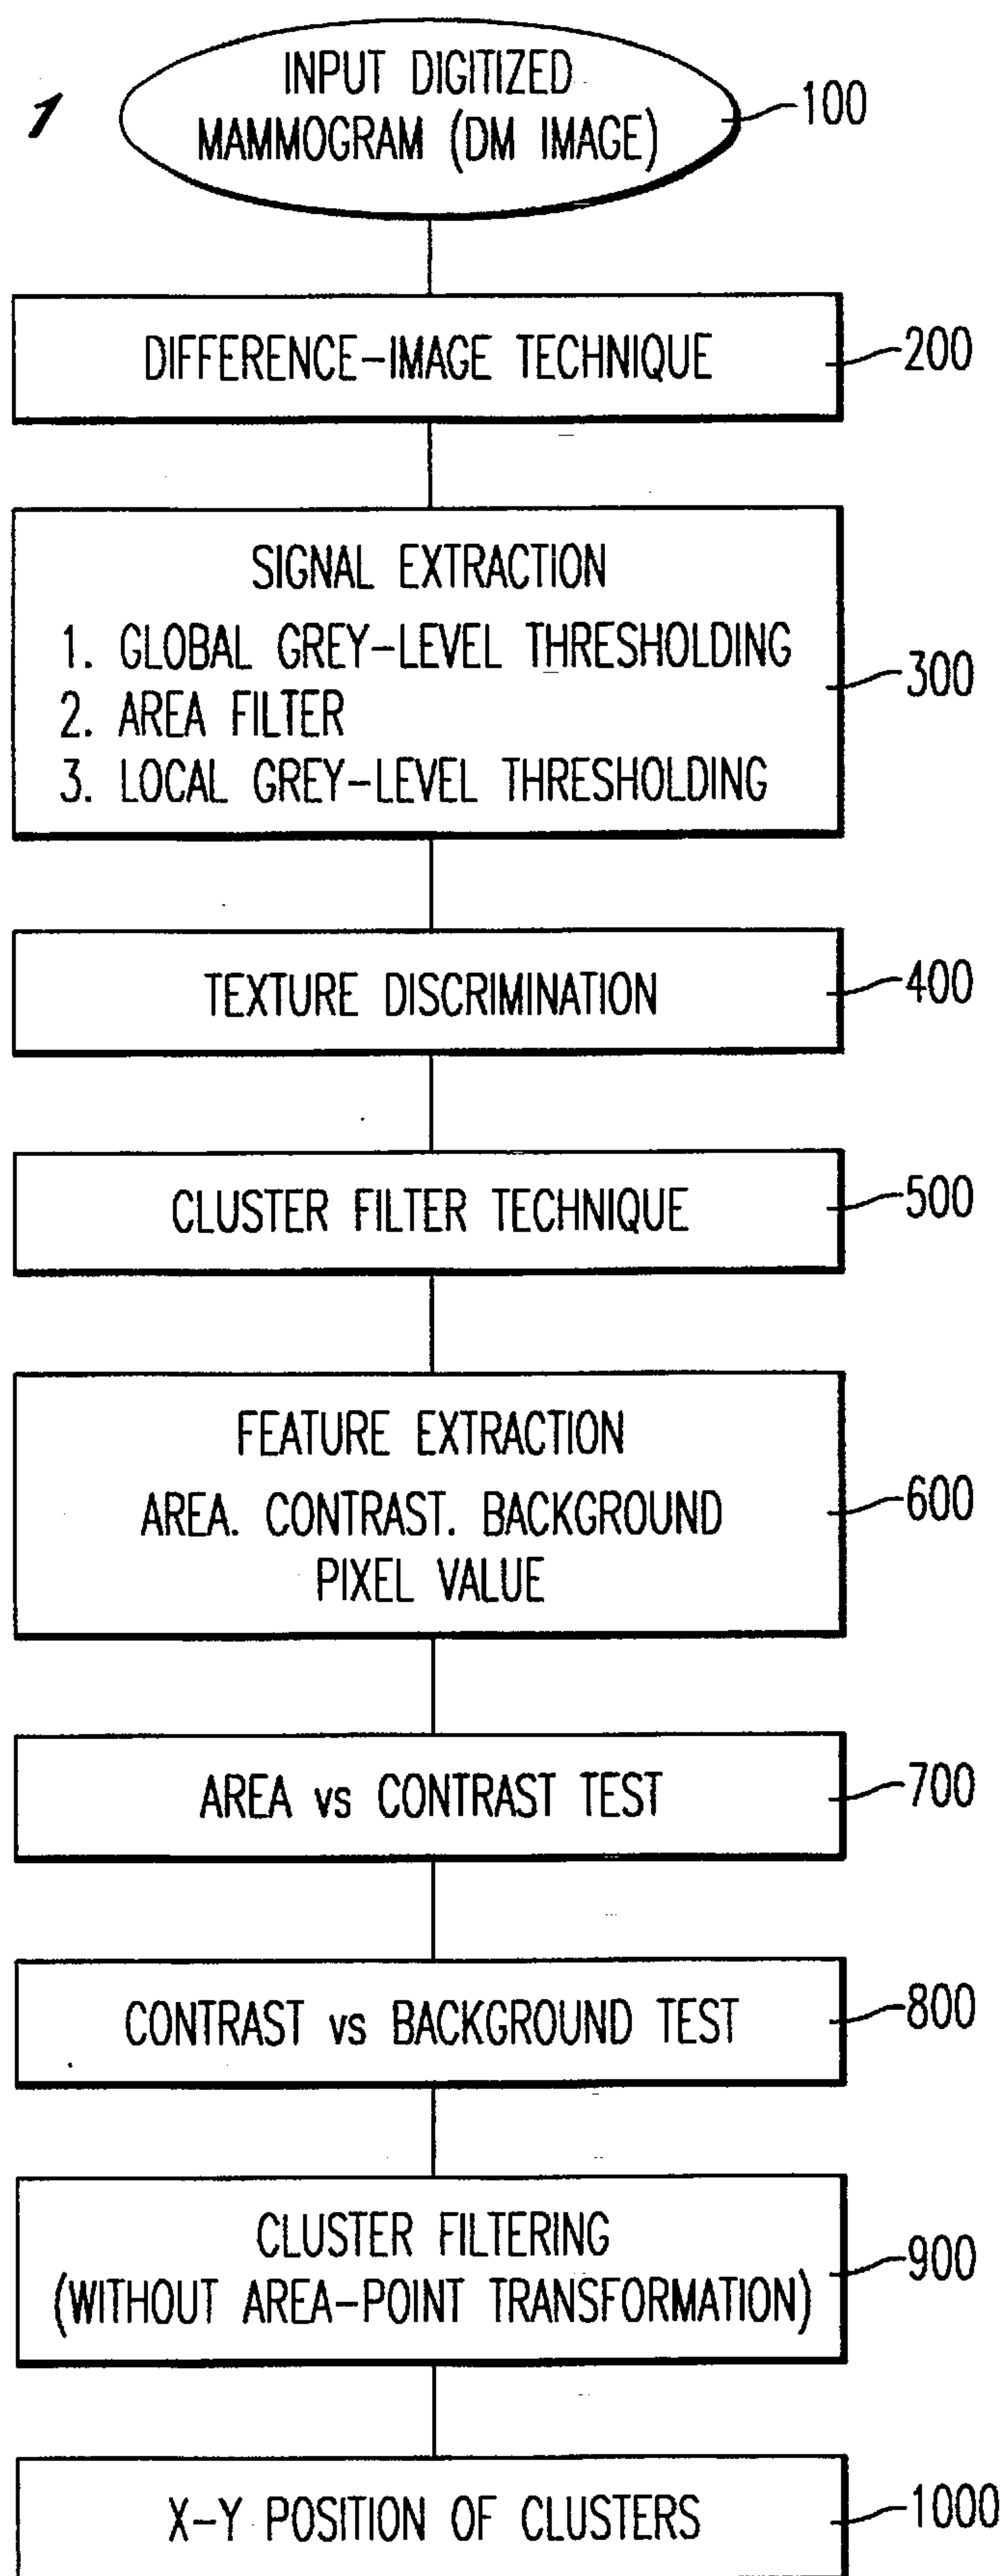 1
INPUT DIGITIZED
MAMMOGRAM (DM IMAGE)
100
DIFFERENCE-IMAGE TECHNIQUE
200
SIGNAL EXTRACTION
1. GLOBAL GREY-LEVEL THRESHOLDING
2. AREA FILTER
3. LOCAL GREY-LEVEL THRESHOLDING
300
TEXTURE DISCRIMINATION
400
CLUSTER FILTER TECHNIQUE
500
FEATURE EXTRACTION
AREA. CONTRAST. BACKGROUND
PIXEL VALUE
600
AREA vs CONTRAST TEST
700
CONTRAST vs BACKGROUND TEST
800
CLUSTER FILTERING
(WITHOUT AREA-POINT TRANSFORMATION)
900
X-Y POSITION OF CLUSTERS
1000